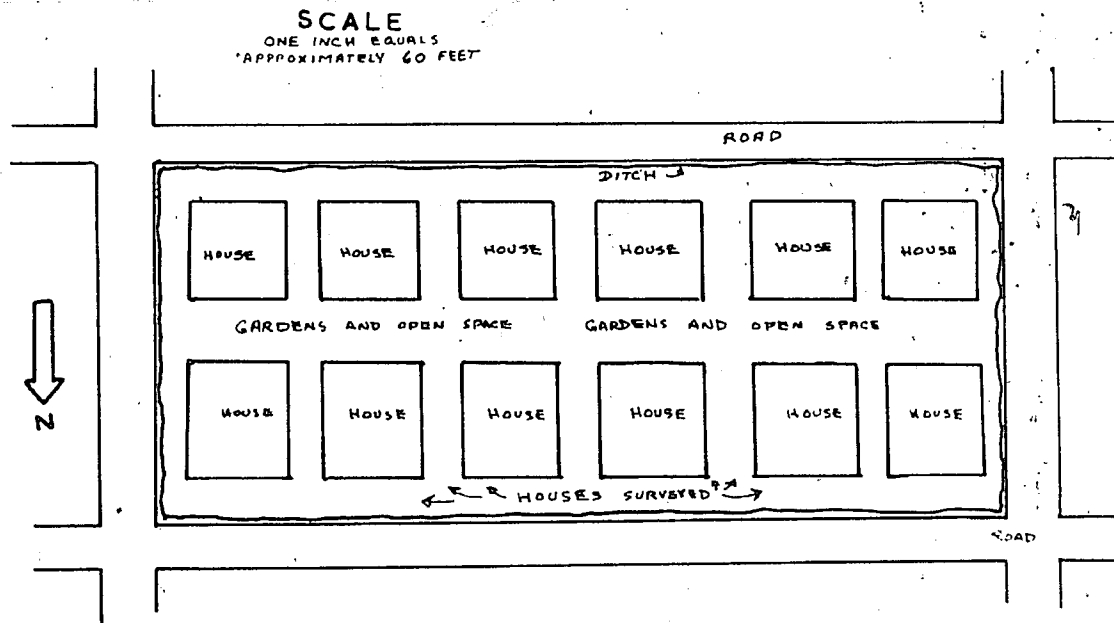 SCALE
ONE INCH EQUALS
APPROXIMATELY 60 FEET
ROAD
DITCH
HOUSE HOUSE HOUSE HOUSE HOUSE HOUSE
GARDENS AND OPEN SPACE GARDENS AND OPEN SPACE
N
HOUSE HOUSE HOUSE HOUSE HOUSE HOUSE
HOUSES SURVEYED
ROAD